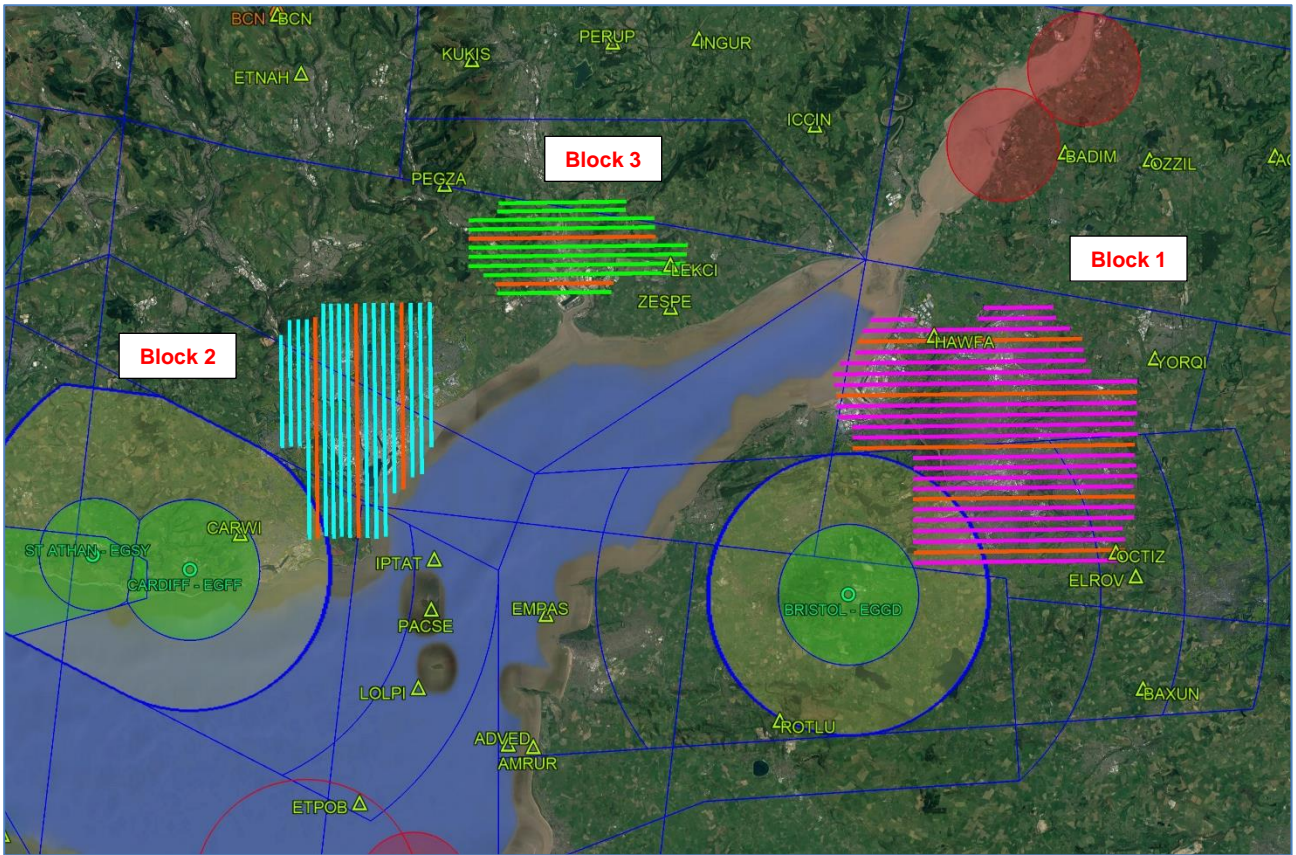 BCN
BCN
PERUP
INGUR
KUKIS
ETNAH
ICCIN
Block 3
BADIM
OZZIL
PEGZA
Block 1
LEKCI
ZESPE
HAWFA
Block 2
YORQI
CARWI
ST ATHAN - EGSY
IPTAT
OCTIZ
CARDIFF - EGFF
ELROV
EMPAS
BRISTOL - EGGD
PACSE
LOLPI
BAXUN
ROTLU
ADVED
AMRUR
ETPOB